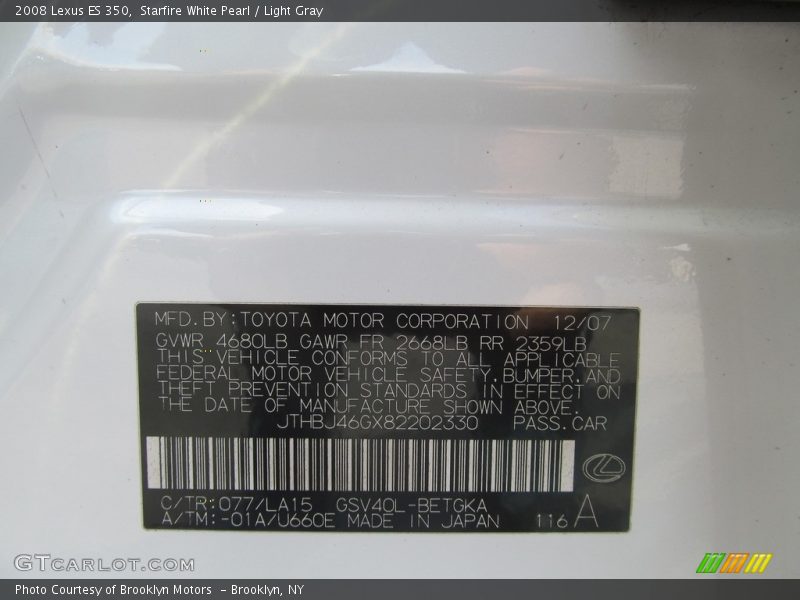 2008 Lexus ES 350, Starfire White Pearl / Light Gray
MFD. BY: TOYOTA MOTOR CORPORATION 12/07
GVWR 4680LB GAWR FR 2668LB RR 2359LB
THIS VEHICLE CONFORMS TO ALL APPLICABLE
FEDERAL MOTOR VEHICLE SAFETY, BUMPER, AND
THEFT PREVENTION STANDARDS IN EFFECT ON
THE DATE OF MANUFACTURE SHOWN ABOVE.
JTHBJ46GX82202330 PASS. CAR
C/TR: 077/LA15 GSV40L-BETGKA
A/TM: -01A/U660E MADE IN JAPAN 116 A
GTCARLOT.COM
Photo Courtesy of Brooklyn Motors - Brooklyn, NY